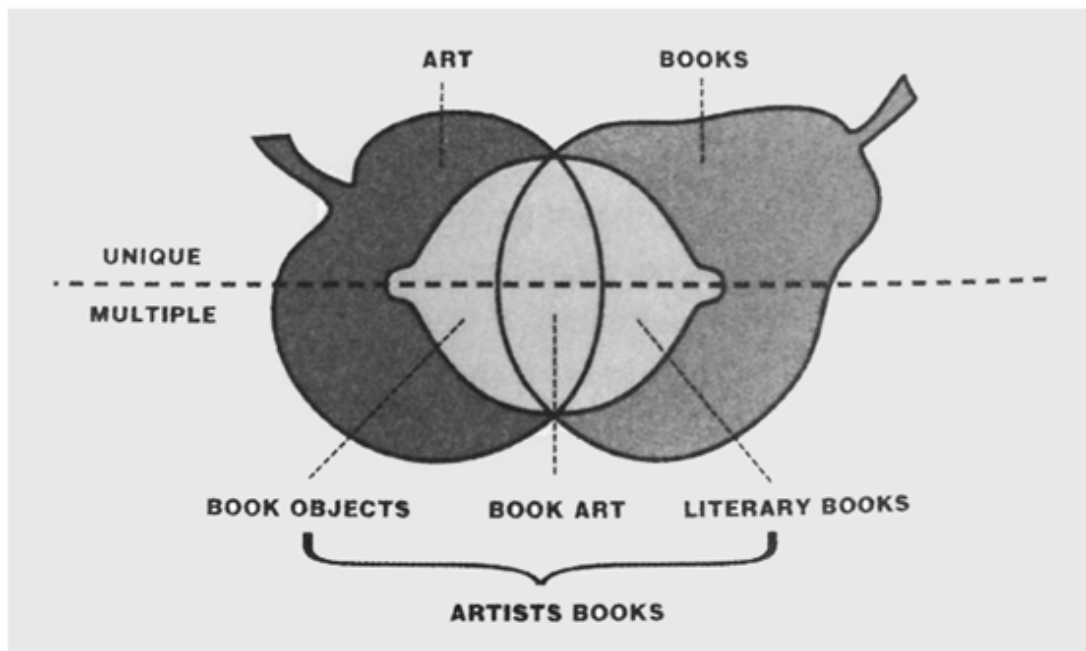 ART
BOOKS
UNIQUE
MULTIPLE
BOOK OBJECTS
BOOK ART
LITERARY BOOKS
ARTISTS BOOKS